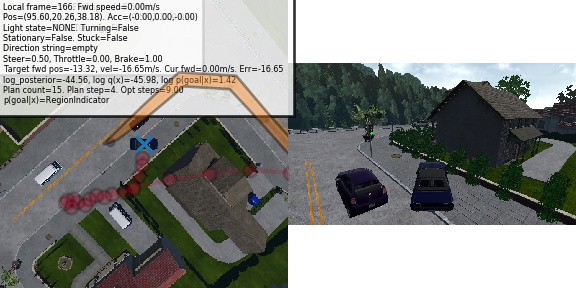 Local frame=166. Fwd speed=0.00m/s
Pos=(95.60,20.26,38.18). Acc=(-0.00,0.00,-0.00)
Light state=NONE. Turning=False
Stationary=False. Stuck=False
Direction string=empty
Steer=0.50, Throttle=0.00, Brake=1.00
Target fwd pos=-13.32, vel=-16.65m/s. Cur fwd=0.00m/s. Err=-16.65
log_posterior=-44.56, log q(x)=-45.98, log p(goal|x)=1.42
Plan count=15. Plan step=4. Opt steps=9.00
p(goal|x)=RegionIndicator